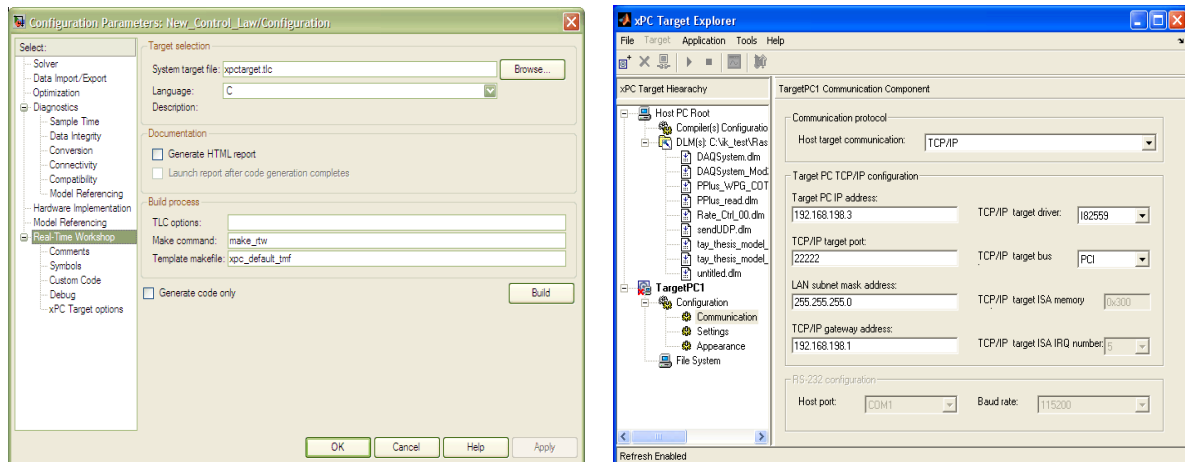 Configuration Parameters: New_Control_Law/Configuration
Select:
Solver
Data Import/Export
Optimization
Diagnostics
Sample Time
Data Integrity
Conversion
Connectivity
Compatibility
Model Referencing
Hardware Implementation
Model Referencing
Real-Time Workshop
Comments
Symbols
Custom Code
Debug
xPC Target options
Target selection
System target file: xpctarget.tlc Browse...
Language: C
Description:
Documentation
Generate HTML report
Launch report after code generation completes
Build process
TLC options:
Make command: make_rtw
Template makefile: xpc_default_tmf
Generate code only Build
OK Cancel Help Apply
xPC Target Explorer
File Target Application Tools Help
xPC Target Hiearachy
Host PC Root
Compiler(s) Configuratio
DLM(s): C:\ik_test\Ras
DAQSystem.dlm
DAQSystem_Mod
PPlus_WPG_COT
PPlus_read.dlm
Rate_Ctrl_00.dlm
sendUDP.dlm
tay_thesis_model_
tay_thesis_model_
untitled.dlm
TargetPC1
Configuration
Communication
Settings
Appearance
File System
TargetPC1 Communication Component
Communication protocol
Host target communication: TCP/IP
Target PC TCP/IP configuration
Target PC IP address:
192.168.198.3 TCP/IP target driver: I82559
TCP/IP target port:
22222 TCP/IP target bus PCI
LAN subnet mask address:
255.255.255.0 TCP/IP target ISA memory 0x300
TCP/IP gateway address:
192.168.198.1 TCP/IP target ISA IRQ number: 5
RS-232 configuration
Host port: COM1 Baud rate: 115200
Refresh Enabled